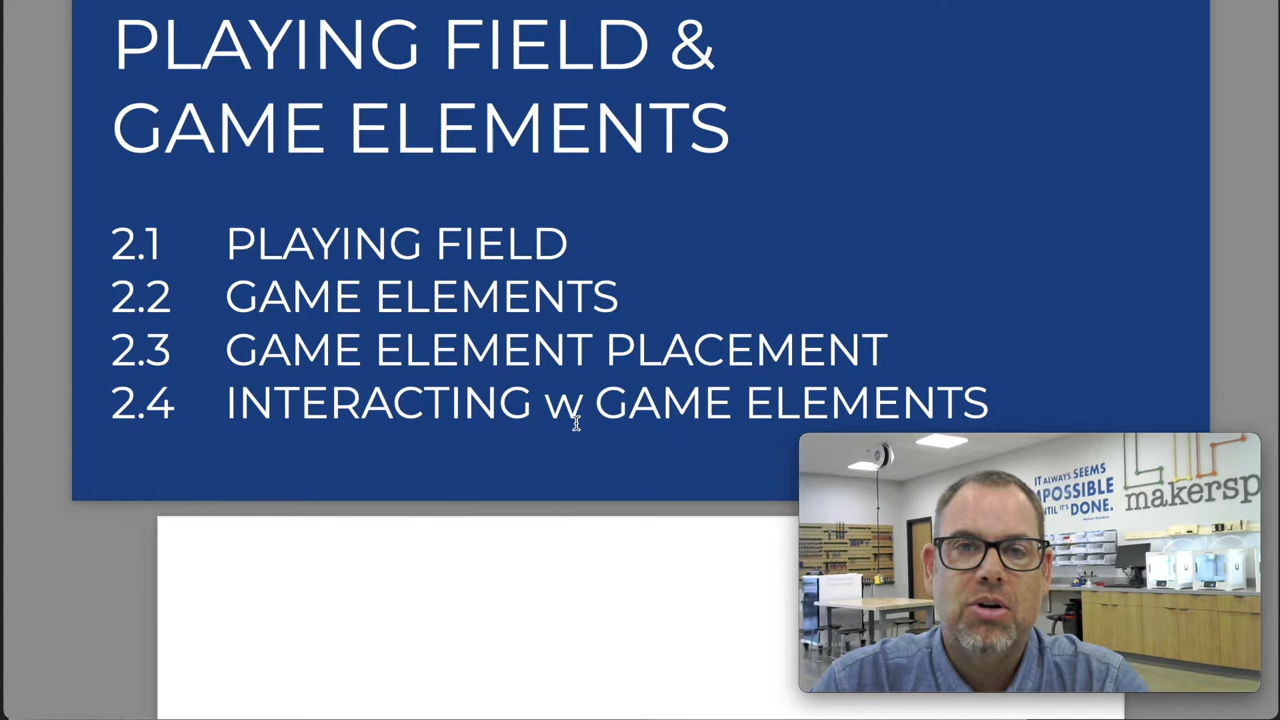 PLAYING FIELD &
GAME ELEMENTS
2.1 PLAYING FIELD
2.2 GAME ELEMENTS
2.3 GAME ELEMENT PLACEMENT
2.4 INTERACTING w GAME ELEMENTS
IT ALWAYS SEEMS
IMPOSSIBLE
UNTIL IT'S DONE.
makersp